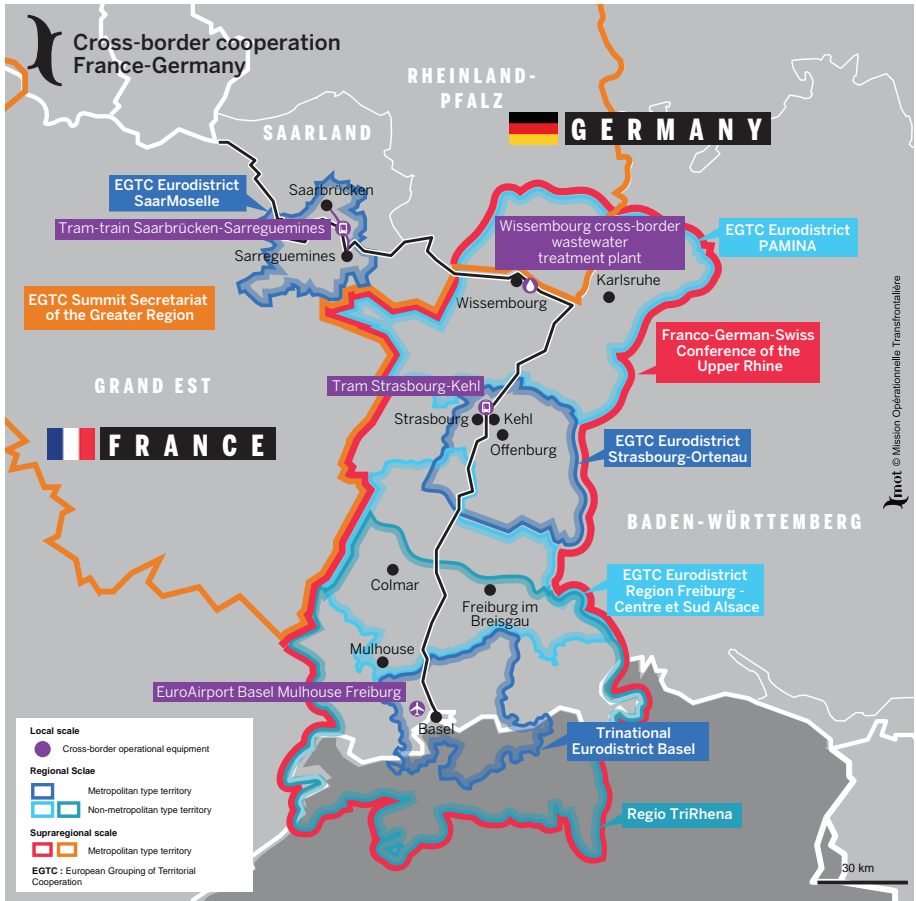 Cross-border cooperation
France-Germany
RHEINLAND-
PFALZ
SAARLAND
GERMANY
EGTC Eurodistrict
SaarMoselle
Saarbrücken
Tram-train Saarbrücken-Sarreguemines
Sarreguemines
Wissembourg cross-border
wastewater
treatment plant
EGTC Eurodistrict
PAMINA
Karlsruhe
Wissembourg
EGTC Summit Secretariat
of the Greater Region
Franco-German-Swiss
Conference of the
Upper Rhine
GRAND EST
Tram Strasbourg-Kehl
Strasbourg
Kehl
Offenburg
FRANCE
EGTC Eurodistrict
Strasbourg-Ortenau
mot © Mission Opérationnelle Transfrontalière
BADEN-WÜRTTEMBERG
Colmar
Freiburg im
Breisgau
EGTC Eurodistrict
Region Freiburg -
Centre et Sud Alsace
Mulhouse
EuroAirport Basel Mulhouse Freiburg
Basel
Trinational
Eurodistrict Basel
Regio TriRhena
Local scale
Cross-border operational equipment
Regional Sclae
Metropolitan type territory
Non-metropolitan type territory
Supraregional scale
Metropolitan type territory
EGTC : European Grouping of Territorial
Cooperation
30 km